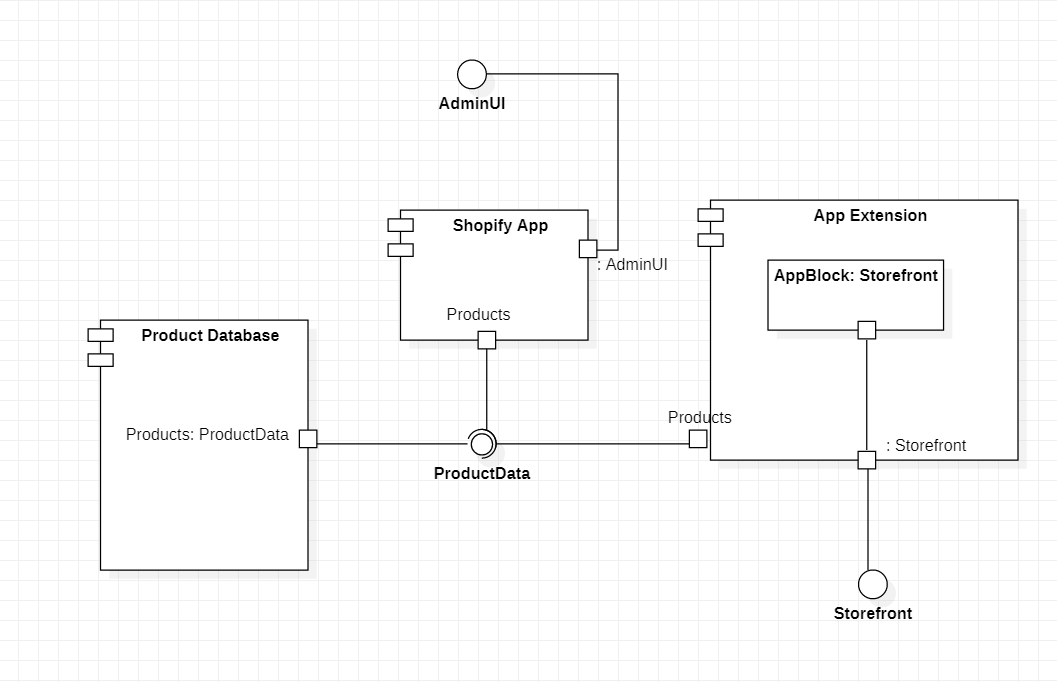 AdminUI
Shopify App
: AdminUI
Products
App Extension
AppBlock: Storefront
Product Database
Products: ProductData
ProductData
Products
: Storefront
Storefront